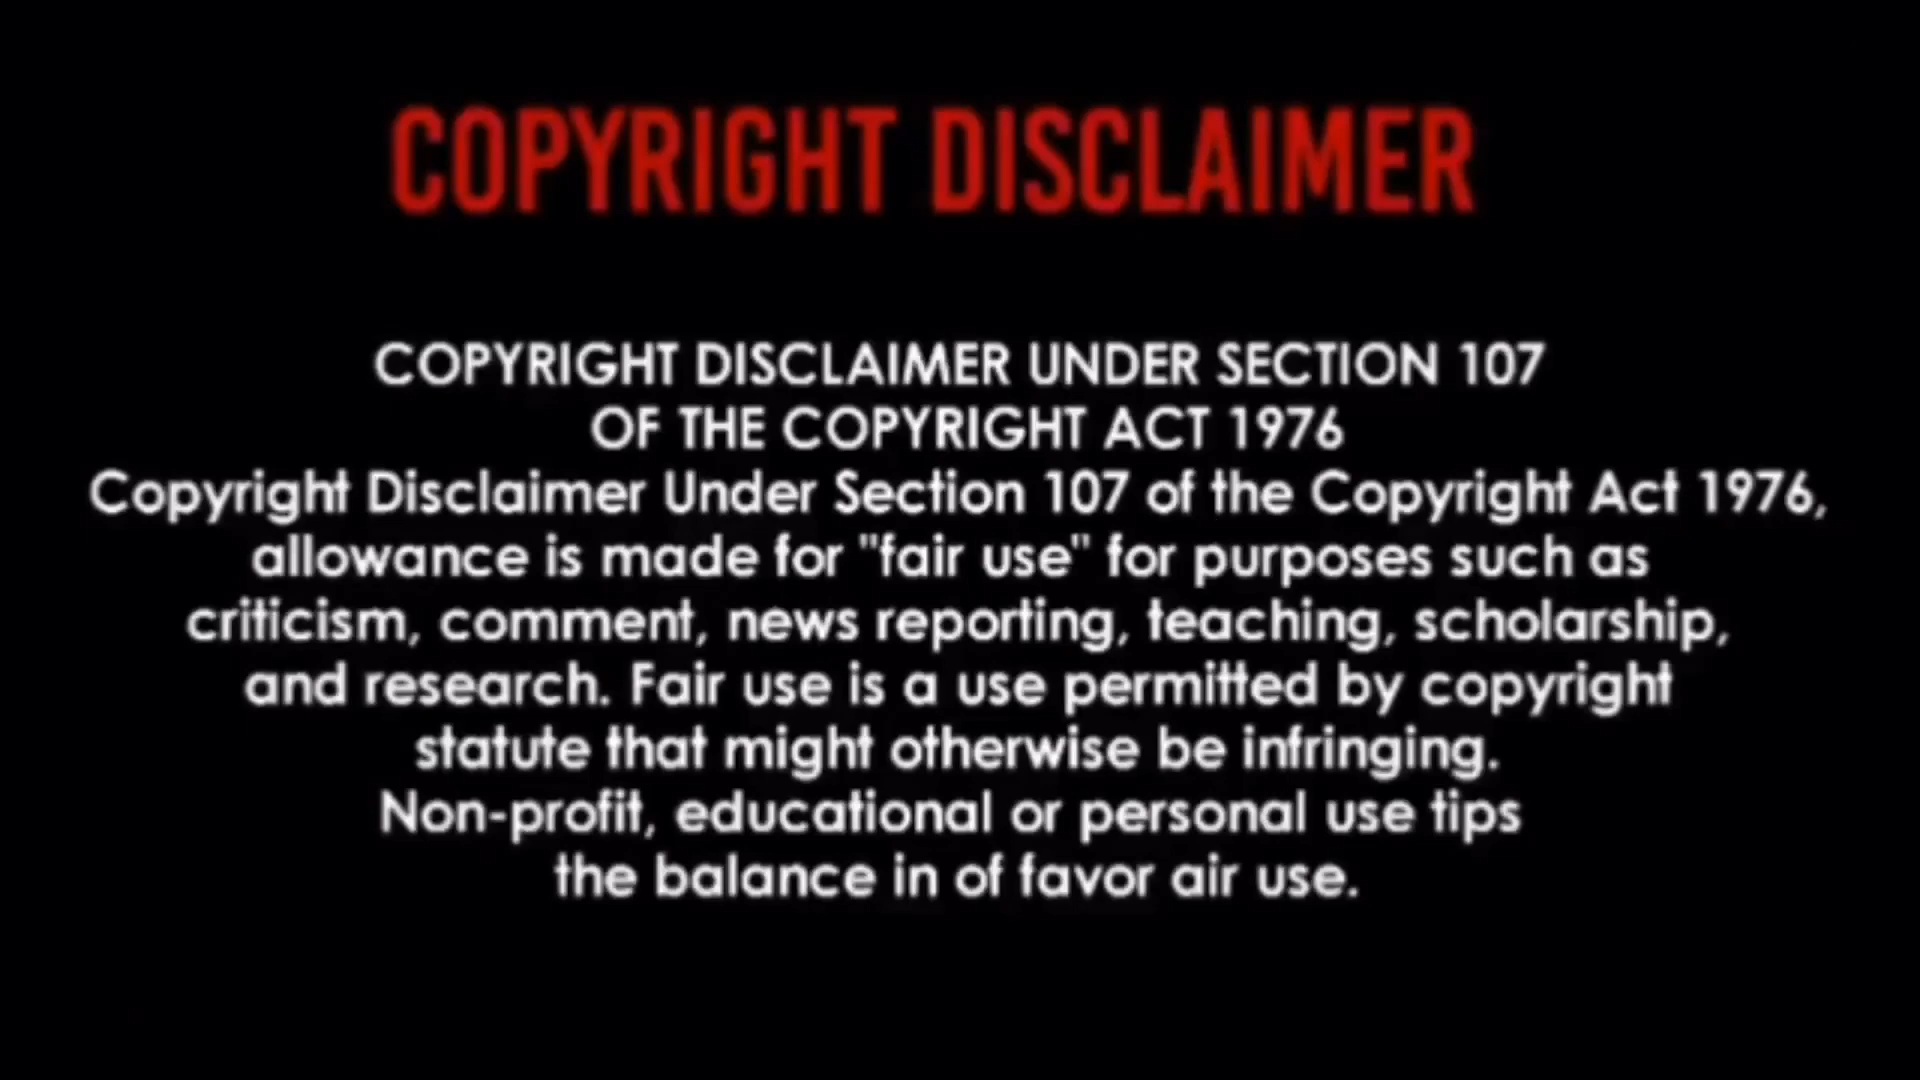 COPYRIGHT DISCLAIMER
COPYRIGHT DISCLAIMER UNDER SECTION 107
OF THE COPYRIGHT ACT 1976
Copyright Disclaimer Under Section 107 of the Copyright Act 1976,
allowance is made for "fair use" for purposes such as
criticism, comment, news reporting, teaching, scholarship,
and research. Fair use is a use permitted by copyright
statute that might otherwise be infringing.
Non-profit, educational or personal use tips
the balance in of favor air use.